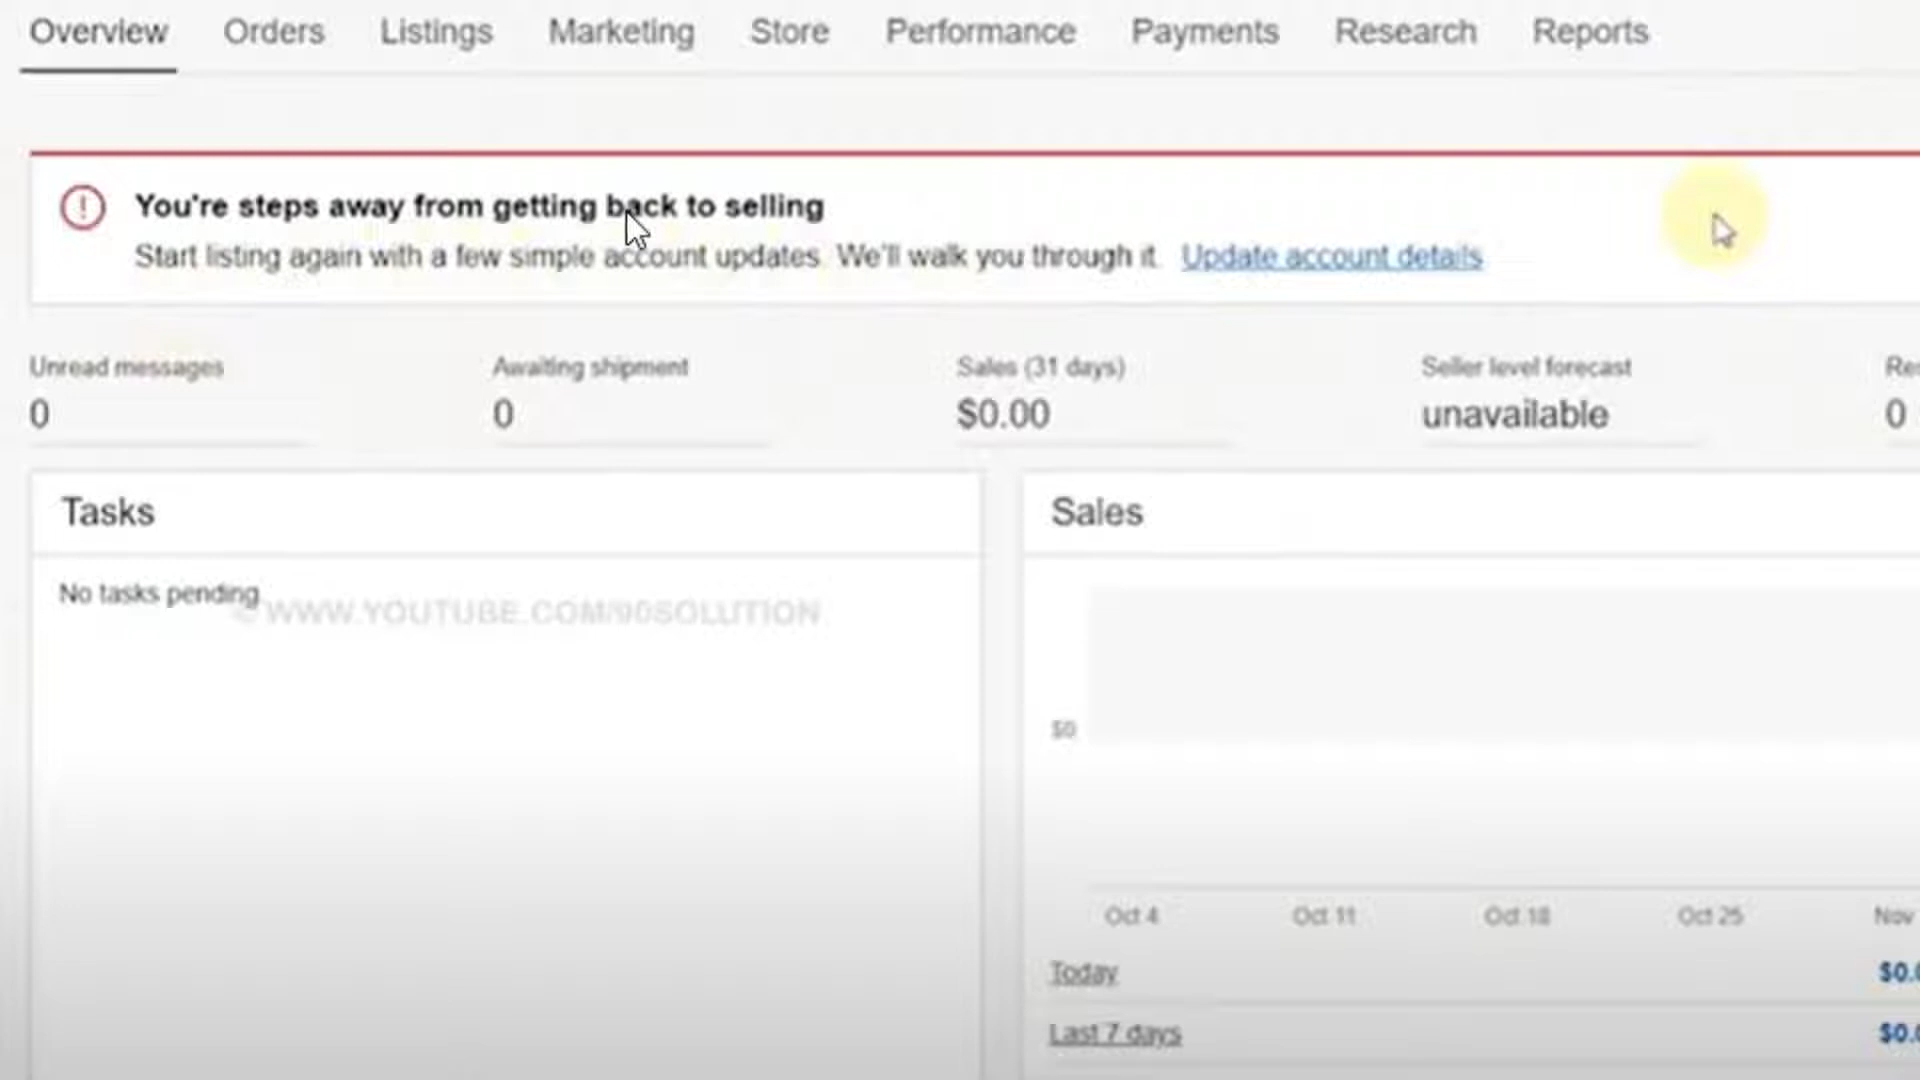 Overview Orders Listings Marketing Store Performance Payments Research Reports
You're steps away from getting back to selling
Start listing again with a few simple account updates. We'll walk you through it. Update account details
Unread messages Awaiting shipment Sales (31 days) Seller level forecast
0 0 $0.00 unavailable 0
Tasks Sales
No tasks pending
© WWW.YOUTUBE.COM/90SOLUTION
$0
Oct 4 Oct 11 Oct 18 Oct 25 Nov
Today
Last 7 days